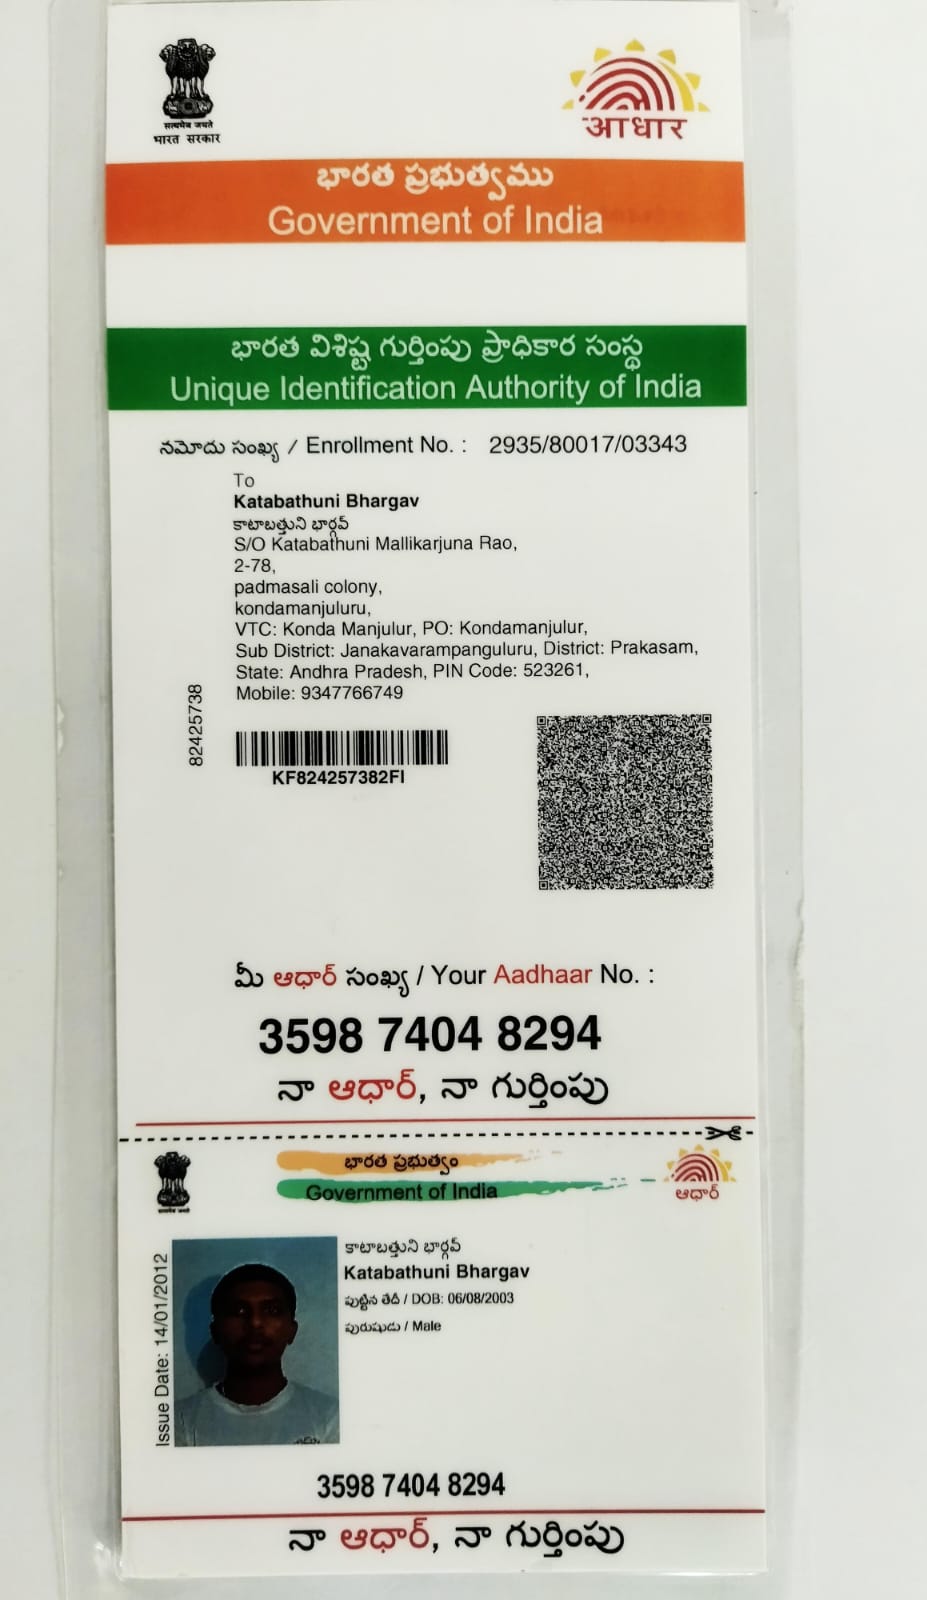 सत्यमेव जयते
भारत सरकार
आधार
భారత ప్రభుత్వము
Government of India
భారత విశిష్ట గుర్తింపు ప్రాధికార సంస్థ
Unique Identification Authority of India
నమోదు సంఖ్య / Enrollment No. : 2935/80017/03343
To
Katabathuni Bhargav
కాటాబత్తుని భార్గవ్
S/O Katabathuni Mallikarjuna Rao,
2-78,
padmasali colony,
kondamanjuluru,
VTC: Konda Manjulur, PO: Kondamanjulur,
Sub District: Janakavarampanguluru, District: Prakasam,
State: Andhra Pradesh, PIN Code: 523261,
Mobile: 9347766749
82425738
KF824257382FI
మీ ఆధార్ సంఖ్య / Your Aadhaar No. :
3598 7404 8294
నా ఆధార్, నా గుర్తింపు
భారత ప్రభుత్వం
Government of India
ఆధార్
Issue Date: 14/01/2012
కాటాబత్తుని భార్గవ్
Katabathuni Bhargav
పుట్టిన తేదీ / DOB: 06/08/2003
పురుషుడు / Male
3598 7404 8294
నా ఆధార్, నా గుర్తింపు